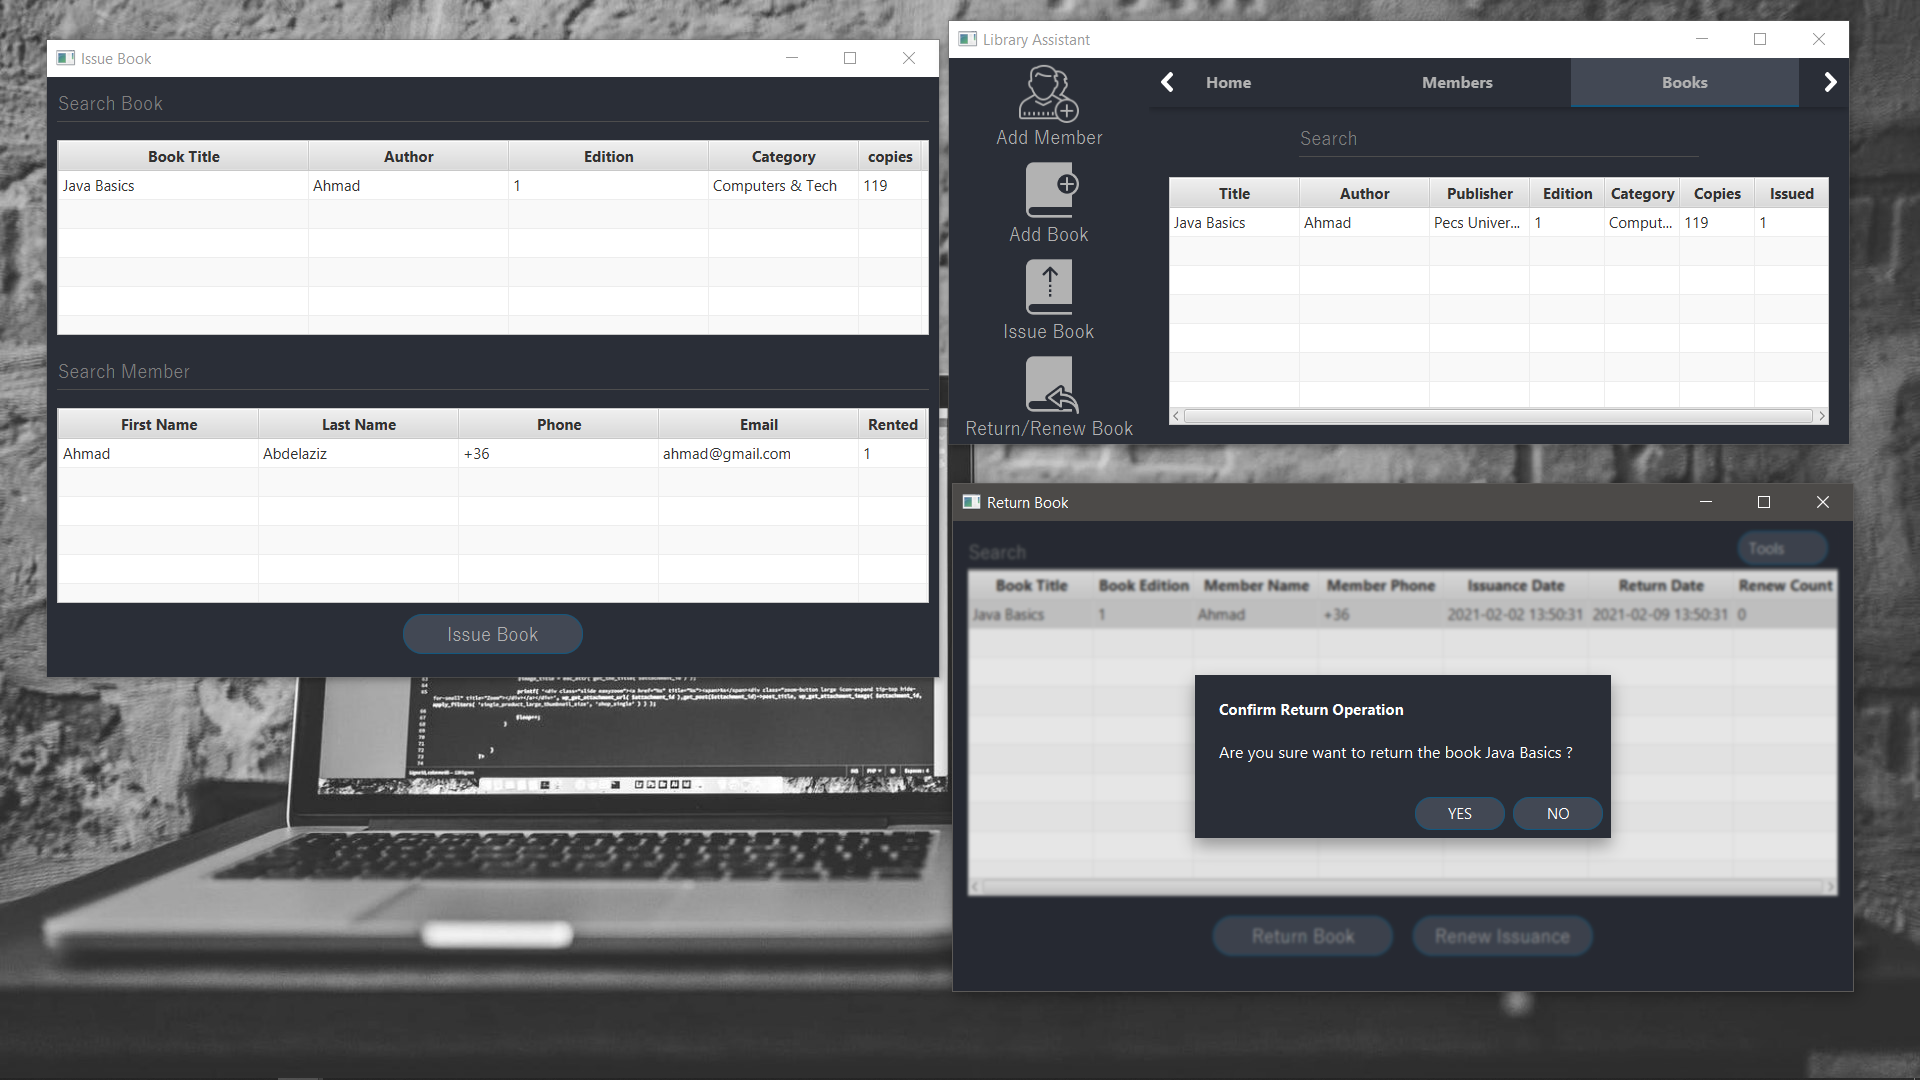 Issue Book
Search Book
Book Title Author Edition Category copies
Java Basics Ahmad 1 Computers & Tech 119
Search Member
First Name Last Name Phone Email Rented
Ahmad Abdelaziz +36 ahmad@gmail.com 1
Issue Book
Library Assistant
Add Member
Add Book
Issue Book
Return/Renew Book
Home Members Books
Search
Title Author Publisher Edition Category Copies Issued
Java Basics Ahmad Pecs Univer... 1 Comput... 119 1
Return Book
Search Tools
Book Title Book Edition Member Name Member Phone Issuance Date Return Date Renew Count
Java Basics 1 Ahmad +36 2021-02-02 13:50:31 2021-02-09 13:50:31 0
Confirm Return Operation
Are you sure want to return the book Java Basics ?
YES NO
Return Book Renew Issuance